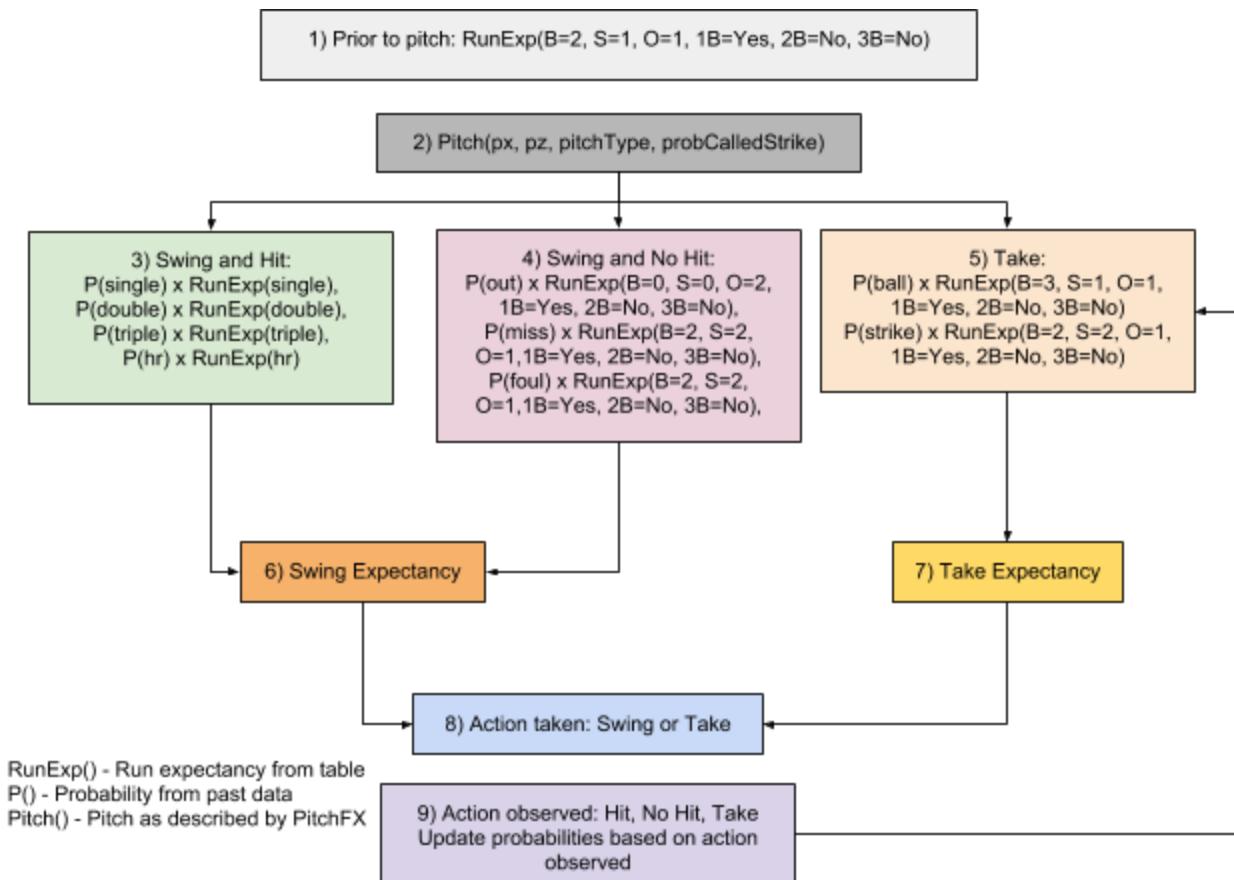 1) Prior to pitch: RunExp(B=2, S=1, O=1, 1B=Yes, 2B=No, 3B=No)
2) Pitch(px, pz, pitchType, probCalledStrike)
3) Swing and Hit:
P(single) x RunExp(single),
P(double) x RunExp(double),
P(triple) x RunExp(triple),
P(hr) x RunExp(hr)
4) Swing and No Hit:
P(out) x RunExp(B=0, S=0, O=2,
1B=Yes, 2B=No, 3B=No),
P(miss) x RunExp(B=2, S=2,
O=1,1B=Yes, 2B=No, 3B=No),
P(foul) x RunExp(B=2, S=2,
O=1,1B=Yes, 2B=No, 3B=No),
5) Take:
P(ball) x RunExp(B=3, S=1, O=1,
1B=Yes, 2B=No, 3B=No)
P(strike) x RunExp(B=2, S=2, O=1,
1B=Yes, 2B=No, 3B=No)
6) Swing Expectancy
7) Take Expectancy
8) Action taken: Swing or Take
RunExp() - Run expectancy from table
P() - Probability from past data
Pitch() - Pitch as described by PitchFX
9) Action observed: Hit, No Hit, Take
Update probabilities based on action
observed